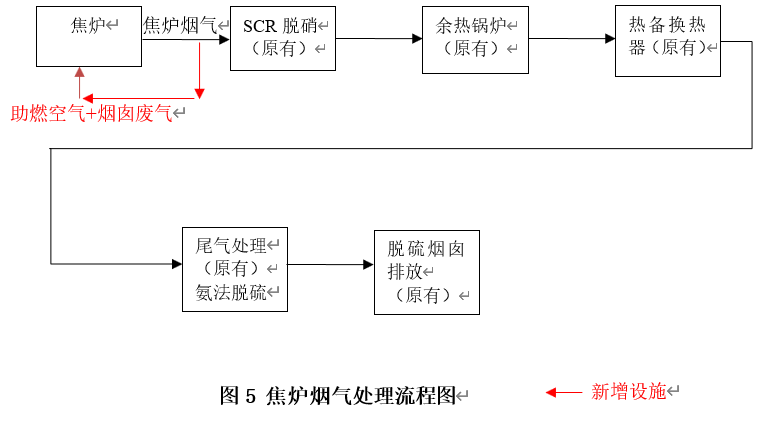 焦炉
焦炉烟气
SCR 脱硝
（原有）
余热锅炉
（原有）
热备换热
器（原有）
助燃空气+烟囱废气
尾气处理
（原有）
氨法脱硫
脱硫烟囱
排放
（原有）
图 5 焦炉烟气处理流程图
新增设施